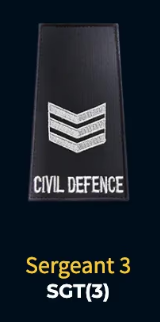 CIVIL DEFENCE
Sergeant 3
SGT(3)